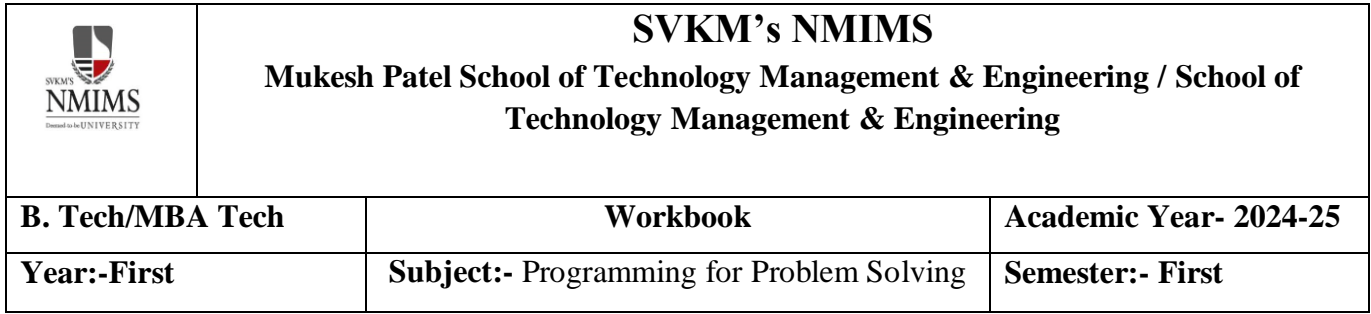 SVKM'S
NMIMS
Deemed-to-be UNIVERSITY
SVKM’s NMIMS
Mukesh Patel School of Technology Management & Engineering / School of
Technology Management & Engineering
B. Tech/MBA Tech
Workbook
Academic Year- 2024-25
Year:-First
Subject:- Programming for Problem Solving
Semester:- First